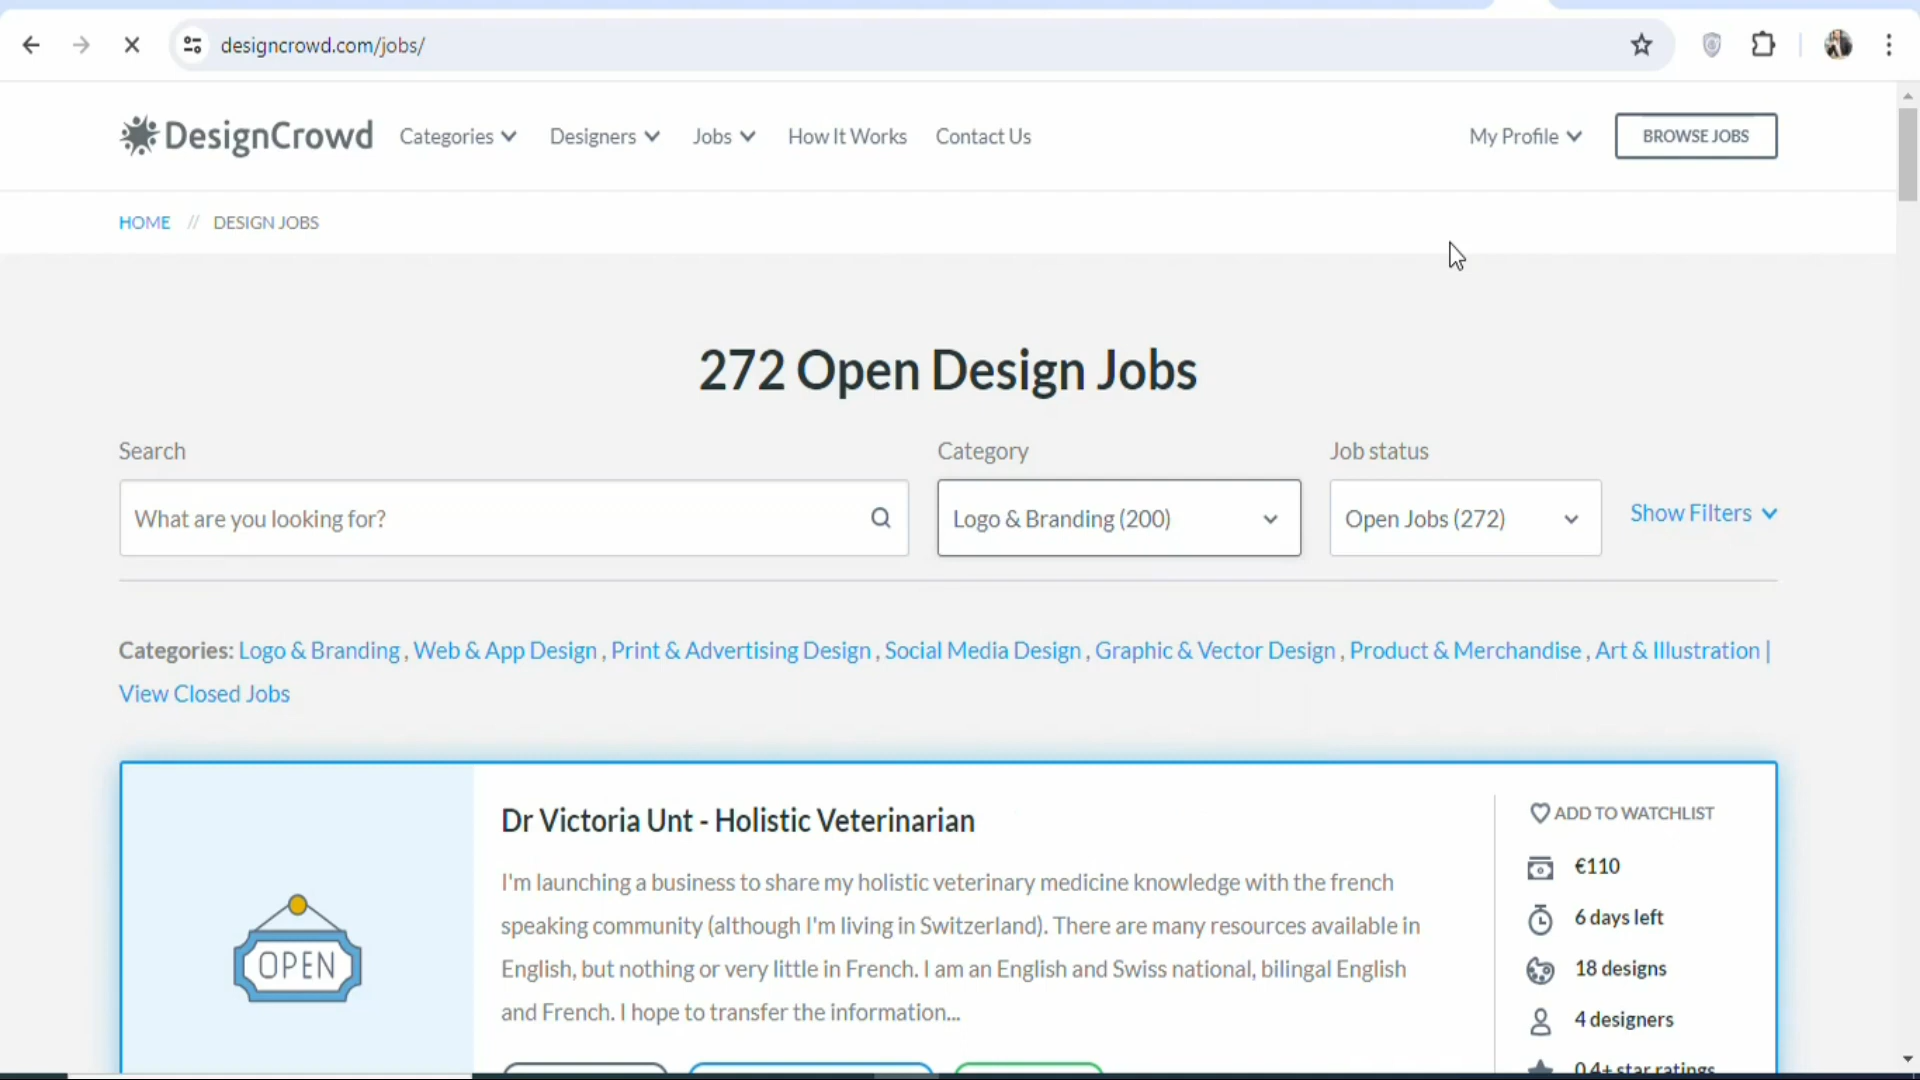 designcrowd.com/jobs/
DesignCrowd Categories Designers Jobs How It Works Contact Us My Profile BROWSE JOBS
HOME // DESIGN JOBS
272 Open Design Jobs
Search Category Job status
What are you looking for? Logo & Branding (200) Open Jobs (272) Show Filters
Categories: Logo & Branding , Web & App Design , Print & Advertising Design , Social Media Design , Graphic & Vector Design , Product & Merchandise , Art & Illustration |
View Closed Jobs
Dr Victoria Unt - Holistic Veterinarian
I'm launching a business to share my holistic veterinary medicine knowledge with the french
speaking community (although I'm living in Switzerland). There are many resources available in
English, but nothing or very little in French. I am an English and Swiss national, bilingal English
and French. I hope to transfer the information...
OPEN
ADD TO WATCHLIST
€110
6 days left
18 designs
4 designers
0.4+ star ratings